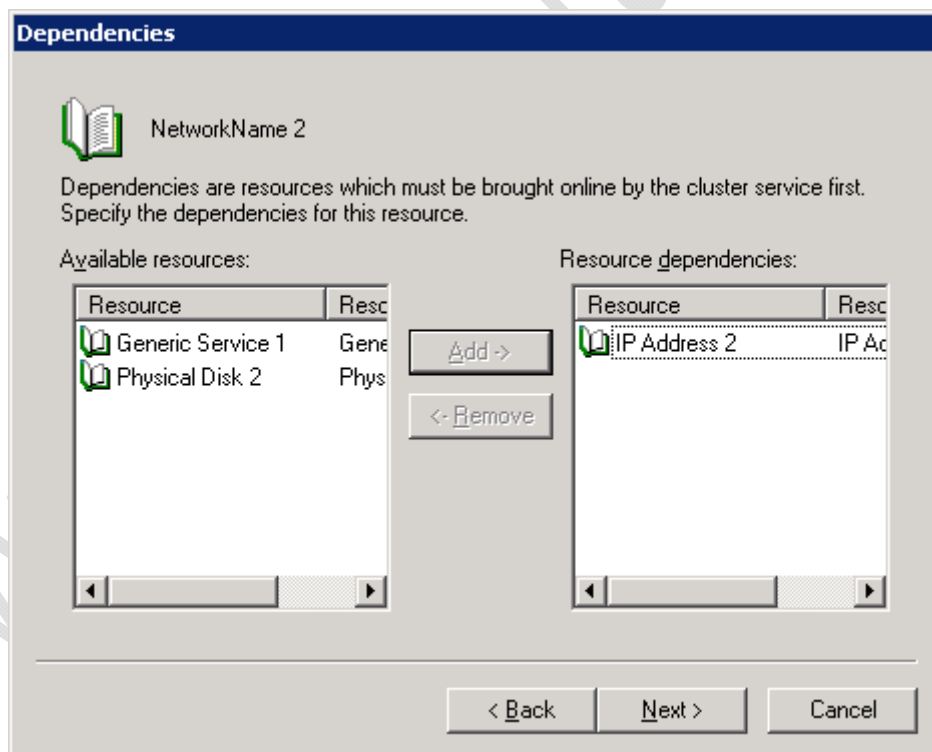 Dependencies
NetworkName 2
Dependencies are resources which must be brought online by the cluster service first.
Specify the dependencies for this resource.
Available resources:
Resource dependencies:
Resource Resc
Generic Service 1 Gene
Physical Disk 2 Phys
Add ->
<- Remove
Resource Resc
IP Address 2 IP Ac
< Back
Next >
Cancel